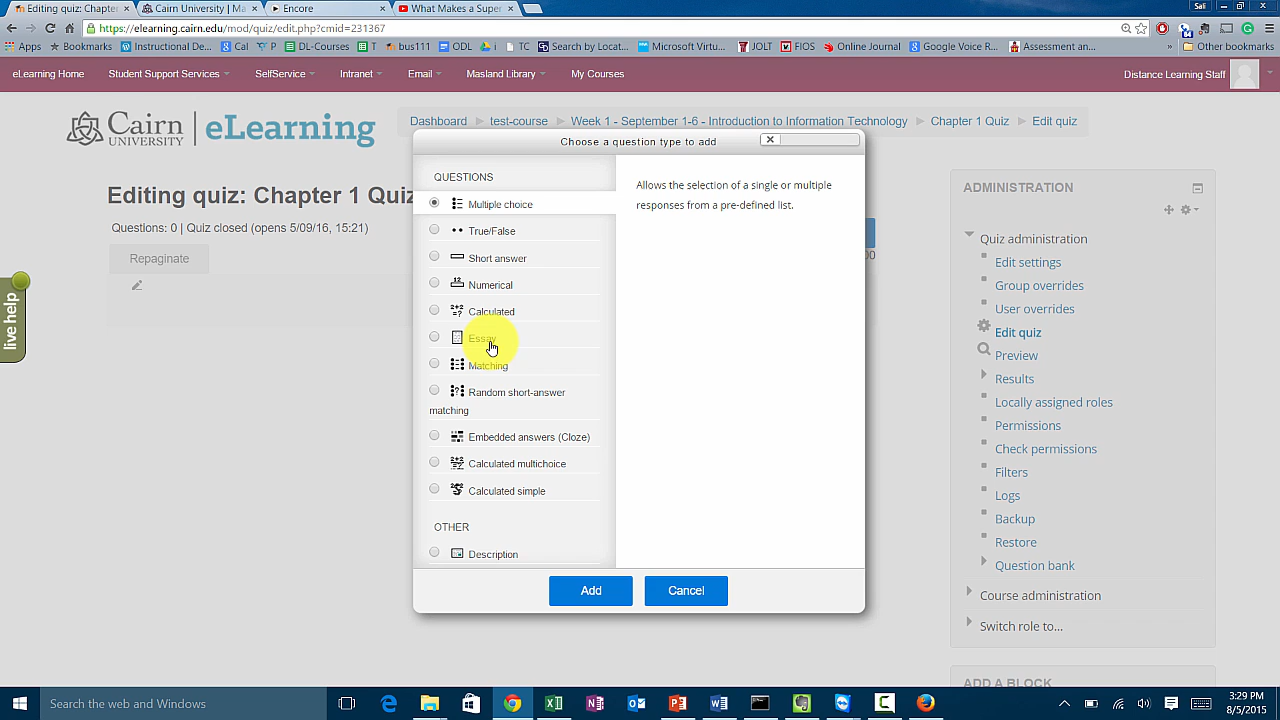 Editing quiz: Chapter 1 Q
Cairn University | Ma
Encore
What Makes a Super
Sali
https://elearning.cairn.edu/mod/quiz/edit.php?cmid=231367
Apps
Bookmarks
Instructional De
Cal
P
DL-Courses
T
bus111
ODL
i
TC
Search by Locat
Microsoft Virtu
JOLT
FIOS
Online Journal
Google Voice R
Assessment an
»
Other bookmarks
eLearning Home
Student Support Services
SelfService
Intranet
Email
Masland Library
My Courses
Distance Learning Staff
Cairn
UNIVERSITY
eLearning
Dashboard
test-course
Week 1 - September 1-6 - Introduction to Information Technology
Chapter 1 Quiz
Edit quiz
Choose a question type to add
Editing quiz: Chapter 1 Quiz
Questions: 0 | Quiz closed (opens 5/09/16, 15:21)
Repaginate
live help
QUESTIONS
Multiple choice
True/False
Short answer
Numerical
Calculated
Essay
Matching
Random short-answer
matching
Embedded answers (Cloze)
Calculated multichoice
Calculated simple
OTHER
Description
Allows the selection of a single or multiple
responses from a pre-defined list.
Add
Cancel
00
ADMINISTRATION
Quiz administration
Edit settings
Group overrides
User overrides
Edit quiz
Preview
Results
Locally assigned roles
Permissions
Check permissions
Filters
Logs
Backup
Restore
Question bank
Course administration
Switch role to...
ADD A BLOCK
Search the web and Windows
3:29 PM
8/5/2015